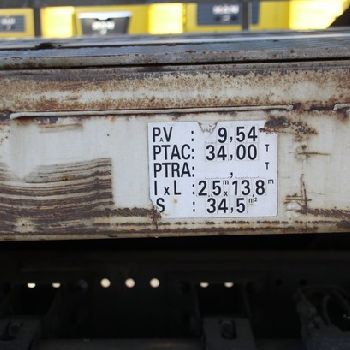 P.V : 9,54 T
PTAC: 34,00 T
PTRA: , T
l x L : 2,5 m x 13,8 m
S : 34,5 m²